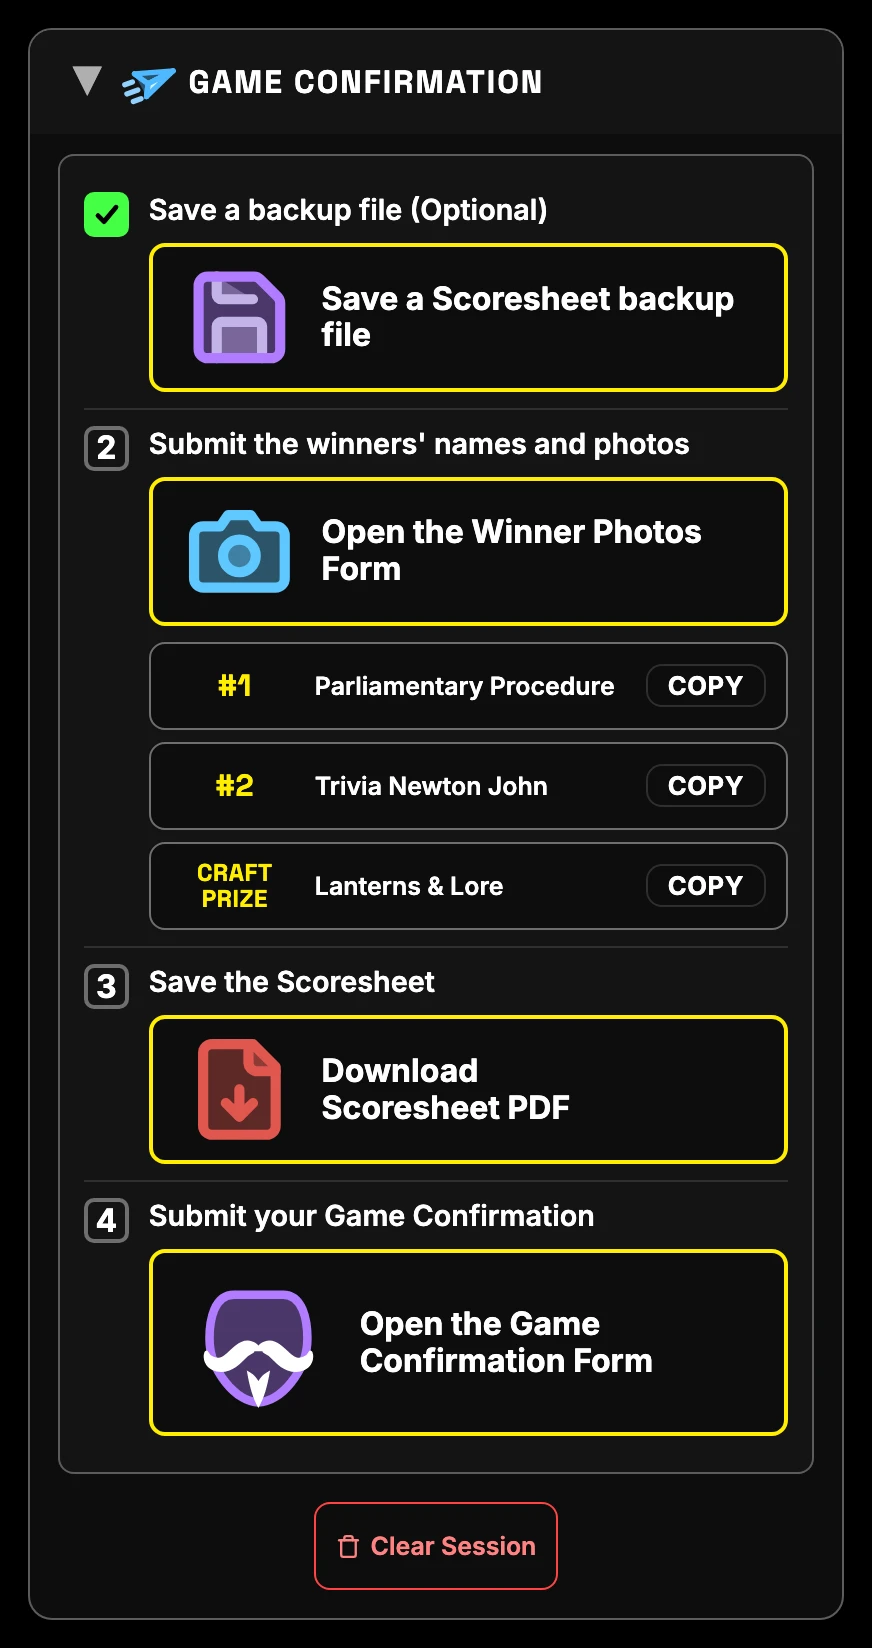 GAME CONFIRMATION
Save a backup file (Optional)
Save a Scoresheet backup
file
2
Submit the winners' names and photos
Open the Winner Photos
Form
#1
Parliamentary Procedure
COPY
#2
Trivia Newton John
COPY
CRAFT
PRIZE
Lanterns & Lore
COPY
3
Save the Scoresheet
Download
Scoresheet PDF
4
Submit your Game Confirmation
Open the Game
Confirmation Form
Clear Session